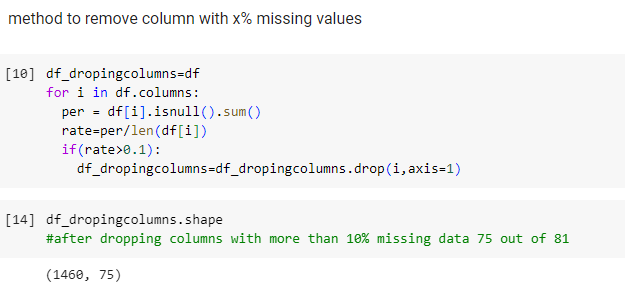 method to remove column with x% missing values
[10] df_dropingcolumns=df
for i in df.columns:
per = df[i].isnull().sum()
rate=per/len(df[i])
if(rate>0.1):
df_dropingcolumns=df_dropingcolumns.drop(i,axis=1)
[14] df_dropingcolumns.shape
#after dropping columns with more than 10% missing data 75 out of 81
(1460, 75)